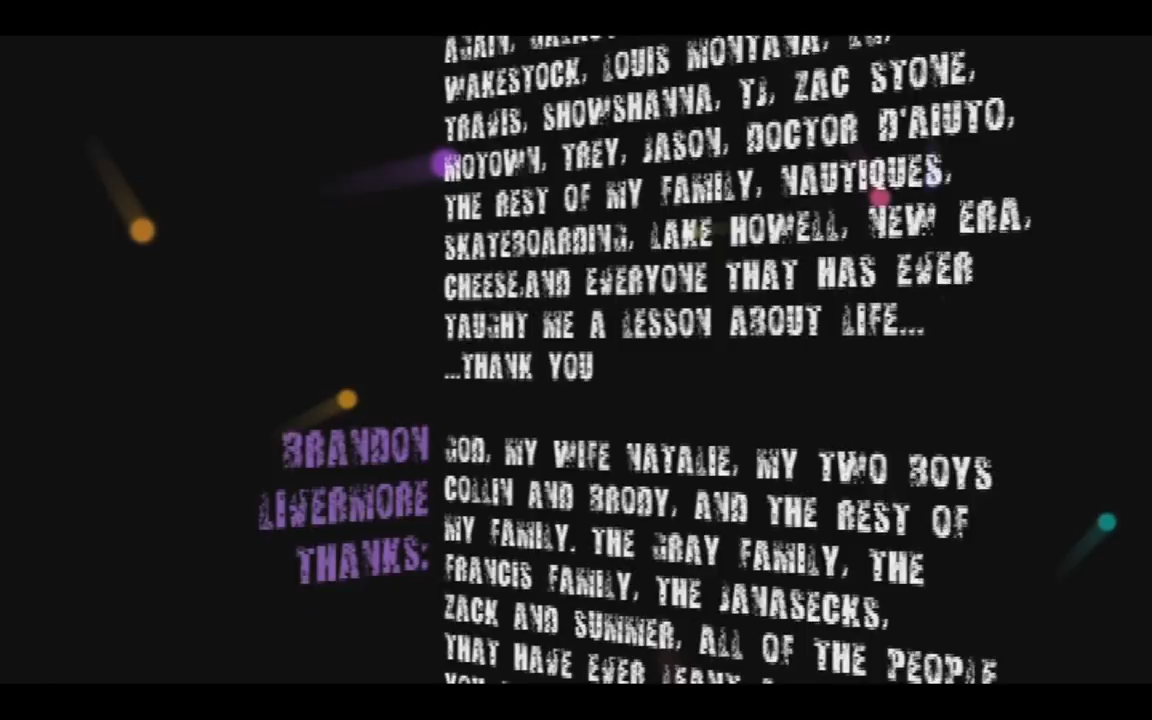 AGAIN,
WAKESTOCK, LOUIS MONTANA,
TRAVIS, SHOWSHANNA, TJ, ZAC STONE,
MOTOWN, TREY, JASON, DOCTOR D'AIUTO,
THE REST OF MY FAMILY, NAUTIQUES,
SKATEBOARDING, LAKE HOWELL, NEW ERA,
CHEESE,AND EVERYONE THAT HAS EVER
TAUGHT ME A LESSON ABOUT LIFE...
...THANK YOU
BRANDON
LIVERMORE
THANKS:
GOD, MY WIFE NATALIE, MY TWO BOYS
COLLIN AND BRODY, AND THE REST OF
MY FAMILY. THE GRAY FAMILY, THE
FRANCIS FAMILY, THE JANASECKS,
ZACK AND SUMMER, ALL OF THE PEOPLE
THAT HAVE EVER
YOU